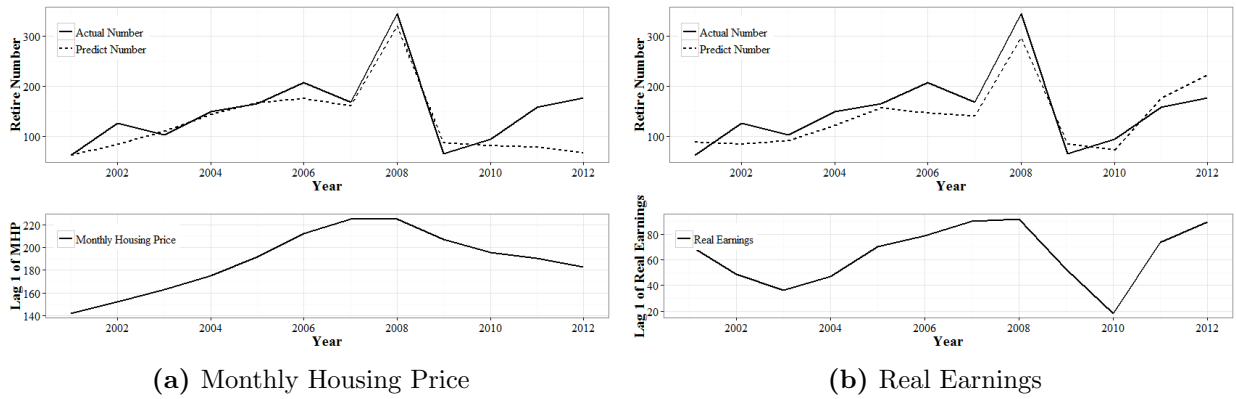 Retire Number
300
200
100
Actual Number
Predict Number
2002 2004 2006 2008 2010 2012
Year
Lag 1 of MHP
220
200
180
160
140
Monthly Housing Price
2002 2004 2006 2008 2010 2012
Year
(a) Monthly Housing Price
Retire Number
300
200
100
Actual Number
Predict Number
2002 2004 2006 2008 2010 2012
Year
Lag 1 of Real Earnings
80
60
40
20
Real Earnings
2002 2004 2006 2008 2010 2012
Year
(b) Real Earnings